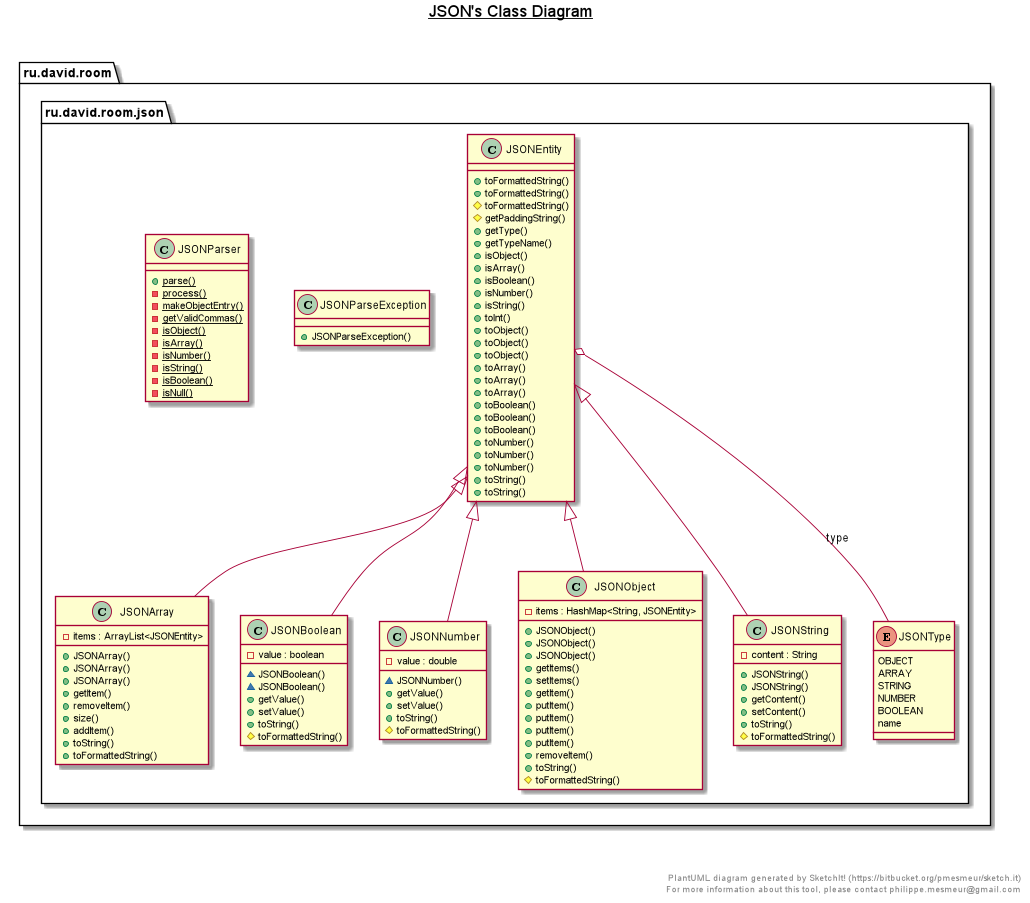 JSON's Class Diagram
ru.david.room
ru.david.room.json
C JSONEntity
toFormattedString()
toFormattedString()
toFormattedString()
getPaddingString()
getType()
getTypeName()
isObject()
isArray()
isBoolean()
isNumber()
isString()
toInt()
toObject()
toObject()
toObject()
toArray()
toArray()
toArray()
toBoolean()
toBoolean()
toBoolean()
toNumber()
toNumber()
toNumber()
toString()
toString()
C JSONParser
parse()
process()
makeObjectEntry()
getValidCommas()
isObject()
isArray()
isNumber()
isString()
isBoolean()
isNull()
C JSONParseException
JSONParseException()
type
C JSONArray
items : ArrayList<JSONEntity>
JSONArray()
JSONArray()
JSONArray()
getItem()
removeItem()
size()
addItem()
toString()
toFormattedString()
C JSONBoolean
value : boolean
JSONBoolean()
JSONBoolean()
getValue()
setValue()
toString()
toFormattedString()
C JSONNumber
value : double
JSONNumber()
getValue()
setValue()
toString()
toFormattedString()
C JSONObject
items : HashMap<String, JSONEntity>
JSONObject()
JSONObject()
JSONObject()
getItems()
setItems()
getItem()
putItem()
putItem()
putItem()
putItem()
removeItem()
toString()
toFormattedString()
C JSONString
content : String
JSONString()
JSONString()
getContent()
setContent()
toString()
toFormattedString()
E JSONType
OBJECT
ARRAY
STRING
NUMBER
BOOLEAN
name
PlantUML diagram generated by SketchIt! (https://bitbucket.org/pmesmeur/sketch.it)
For more information about this tool, please contact philippe.mesmeur@gmail.com